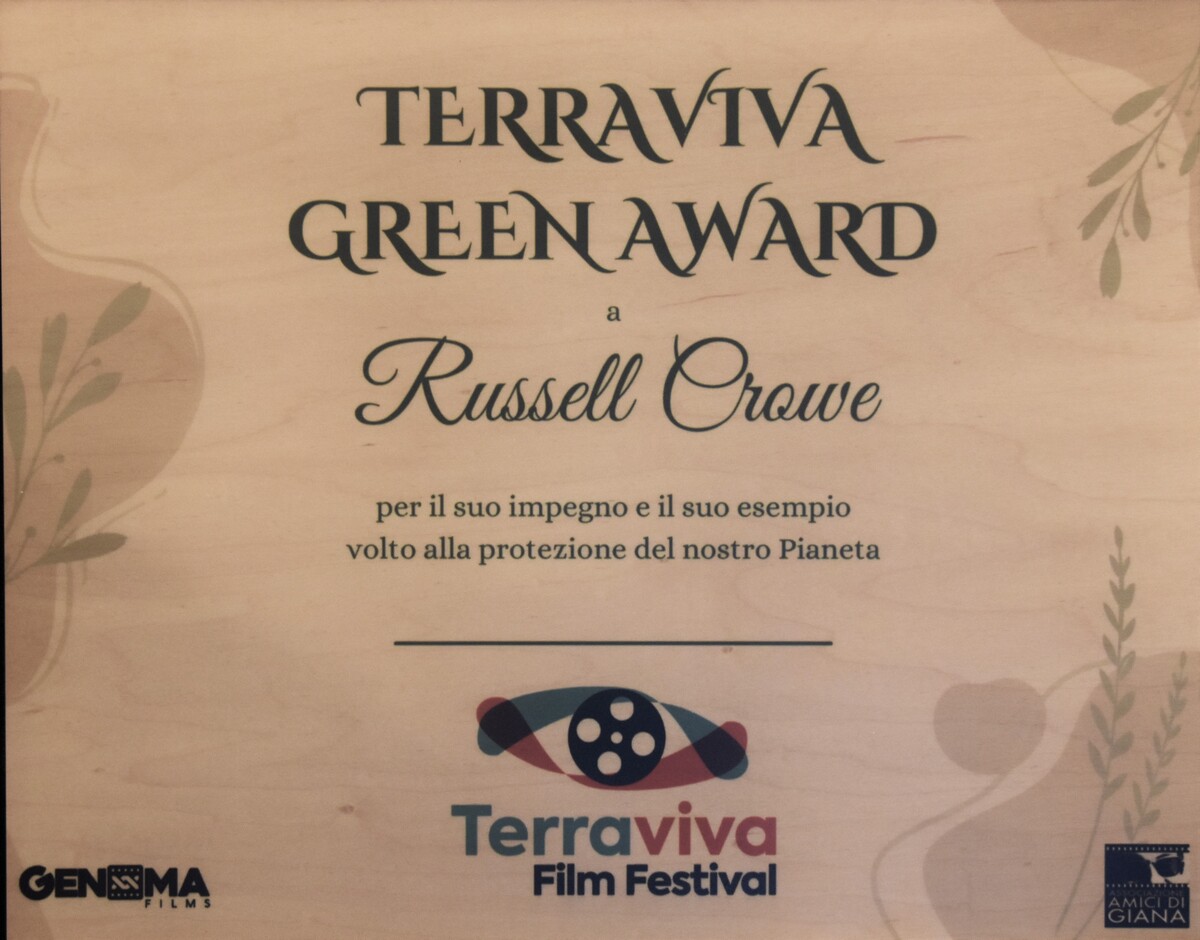 TERRAVIVA
GREEN AWARD
a
Russell Crowe
per il suo impegno e il suo esempio
volto alla protezione del nostro Pianeta
Terraviva
Film Festival
GENOMA
FILMS
ASSOCIAZIONE
AMICI DI
GIANA